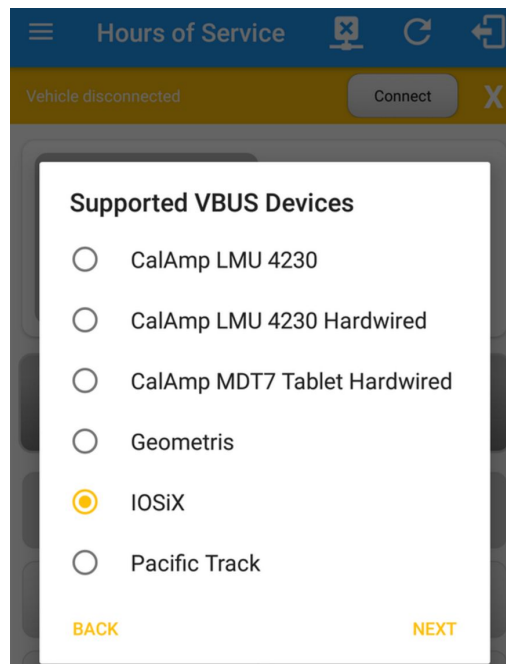 Hours of Service
Vehicle disconnected
Connect
X
Supported VBUS Devices
CalAmp LMU 4230
CalAmp LMU 4230 Hardwired
CalAmp MDT7 Tablet Hardwired
Geometris
IOSiX
Pacific Track
BACK
NEXT